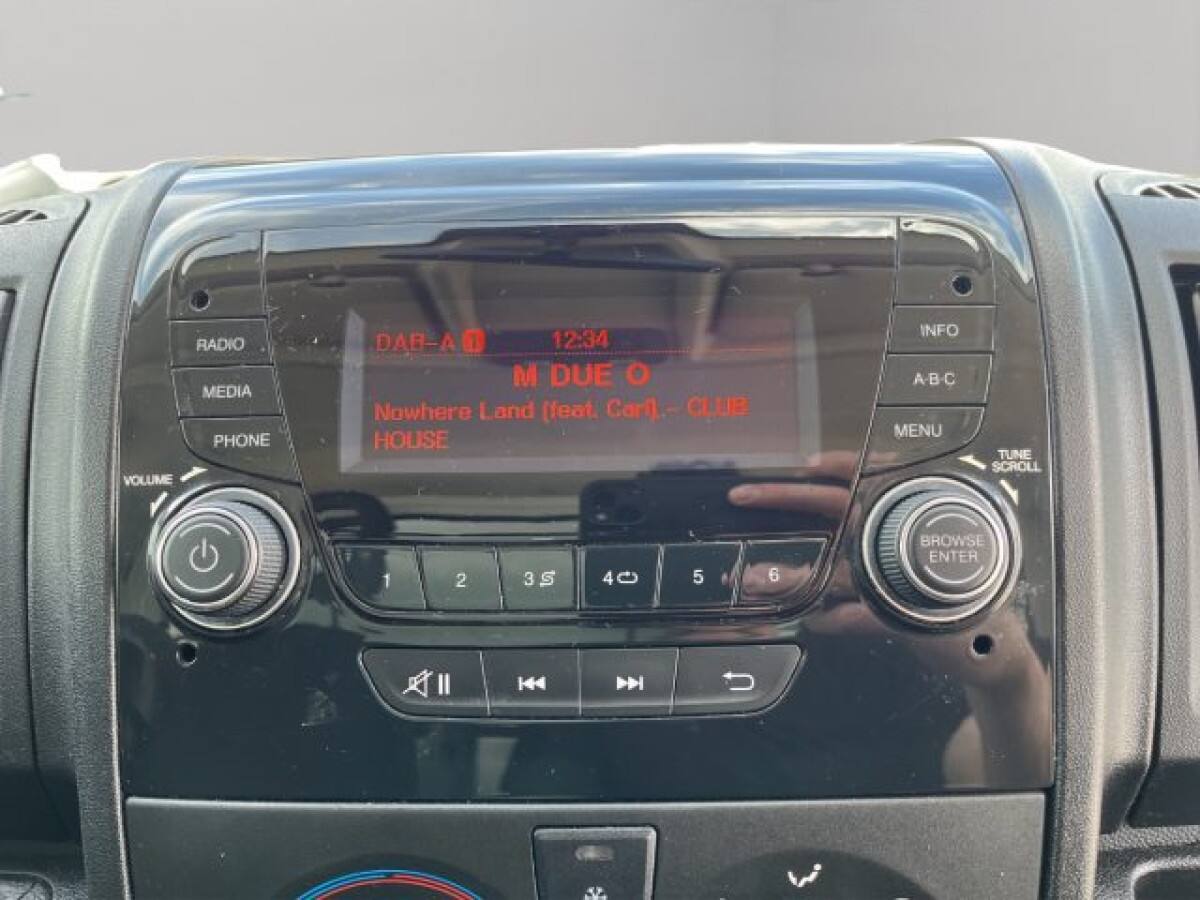 DAB-A 1 12:34
M DUE O
Nowhere Land (feat. Carl).- CLUB
HOUSE
RADIO
MEDIA
PHONE
INFO
A·B·C
MENU
VOLUME
TUNE
SCROLL
BROWSE
ENTER
1 2 3 4 5 6